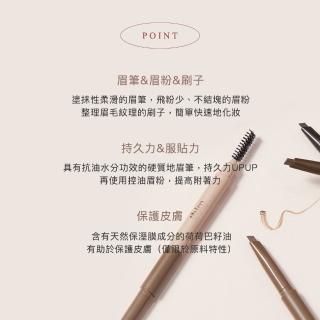 POINT
眉筆&眉粉&刷子
塗抹性柔滑的眉筆，飛粉少、不結塊的眉粉
整理眉毛紋理的刷子，簡單快速地化妝
持久力&服貼力
具有抗油水分功效的硬質地眉筆，持久力UPUP
再使用控油眉粉，提高附著力
保護皮膚
含有天然保溼膜成分的荷荷巴籽油
有助於保護皮膚（僅限於原料特性）